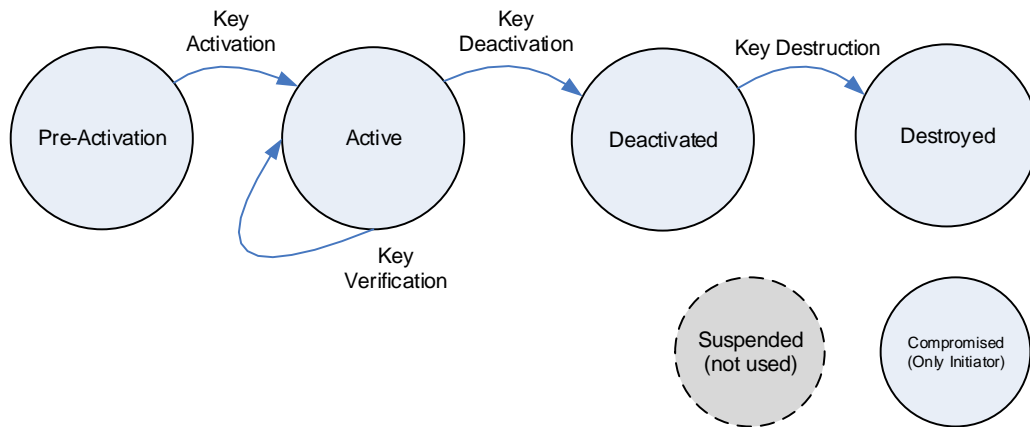 Key
Activation
Key
Deactivation
Key Destruction
Pre-Activation
Active
Deactivated
Destroyed
Key
Verification
Suspended
(not used)
Compromised
(Only Initiator)